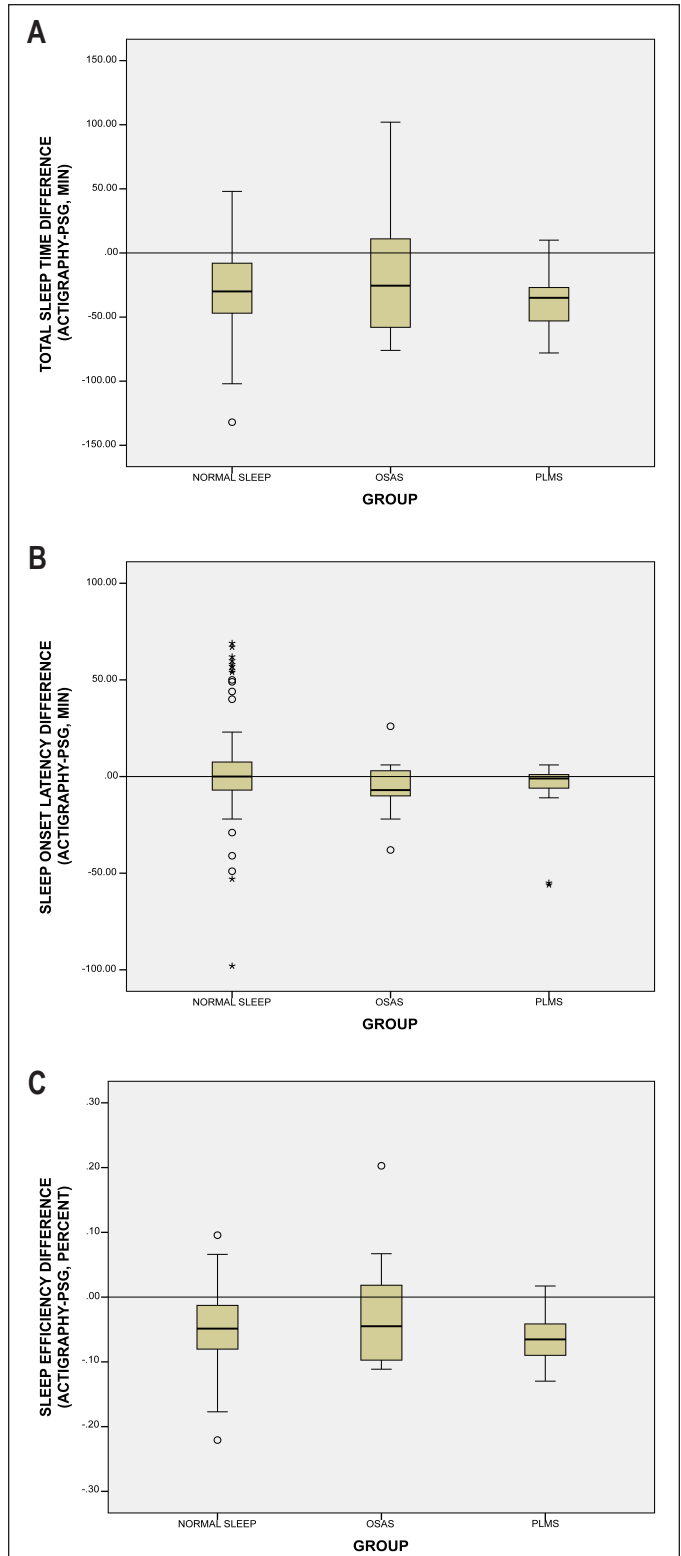 A
TOTAL SLEEP TIME DIFFERENCE
(ACTIGRAPHY-PSG, MIN)
150.00
100.00
50.00
.00
-50.00
-100.00
-150.00
NORMAL SLEEP OSAS PLMS
GROUP
B
SLEEP ONSET LATENCY DIFFERENCE
(ACTIGRAPHY-PSG, MIN)
100.00
50.00
.00
-50.00
-100.00
NORMAL SLEEP OSAS PLMS
GROUP
C
SLEEP EFFICIENCY DIFFERENCE
(ACTIGRAPHY-PSG, PERCENT)
.30
.20
.10
.00
-.10
-.20
-.30
NORMAL SLEEP OSAS PLMS
GROUP